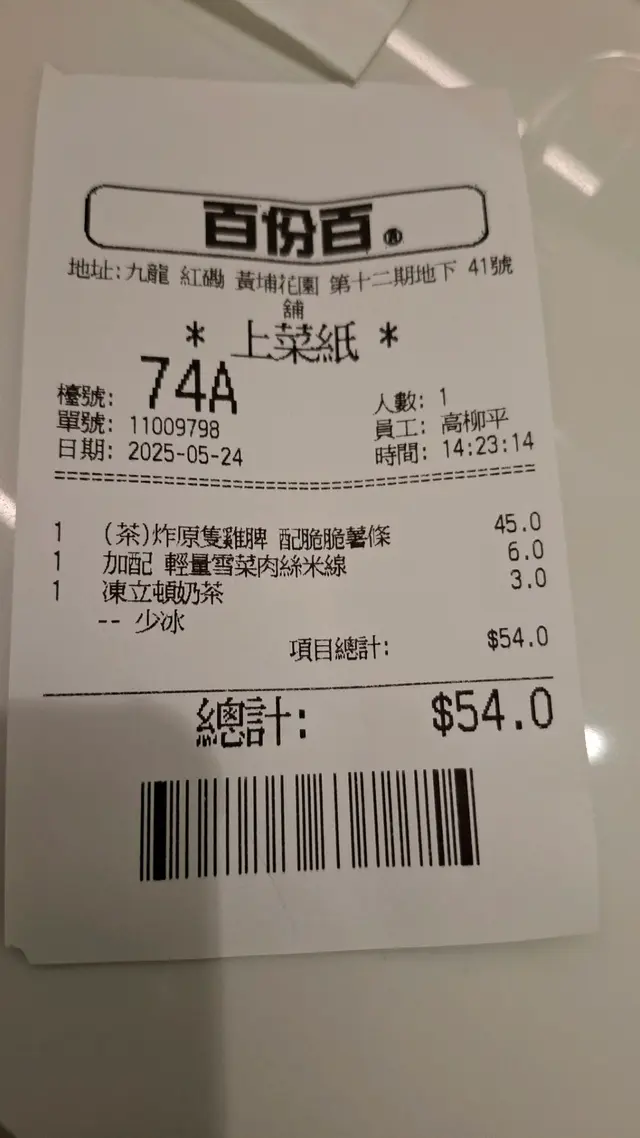 百份百®
地址:九龍 紅磡 黃埔花園 第十二期地下 41號
舖
* 上菜紙 *
檯號: 74A 人數: 1
單號: 11009798 員工: 高柳平
日期: 2025-05-24 時間: 14:23:14
1 (茶)炸原隻雞脾 配脆脆薯條 45.0
1 加配 輕量雪菜肉絲米線 6.0
1 凍立頓奶茶 3.0
-- 少冰
項目總計: $54.0
總計: $54.0